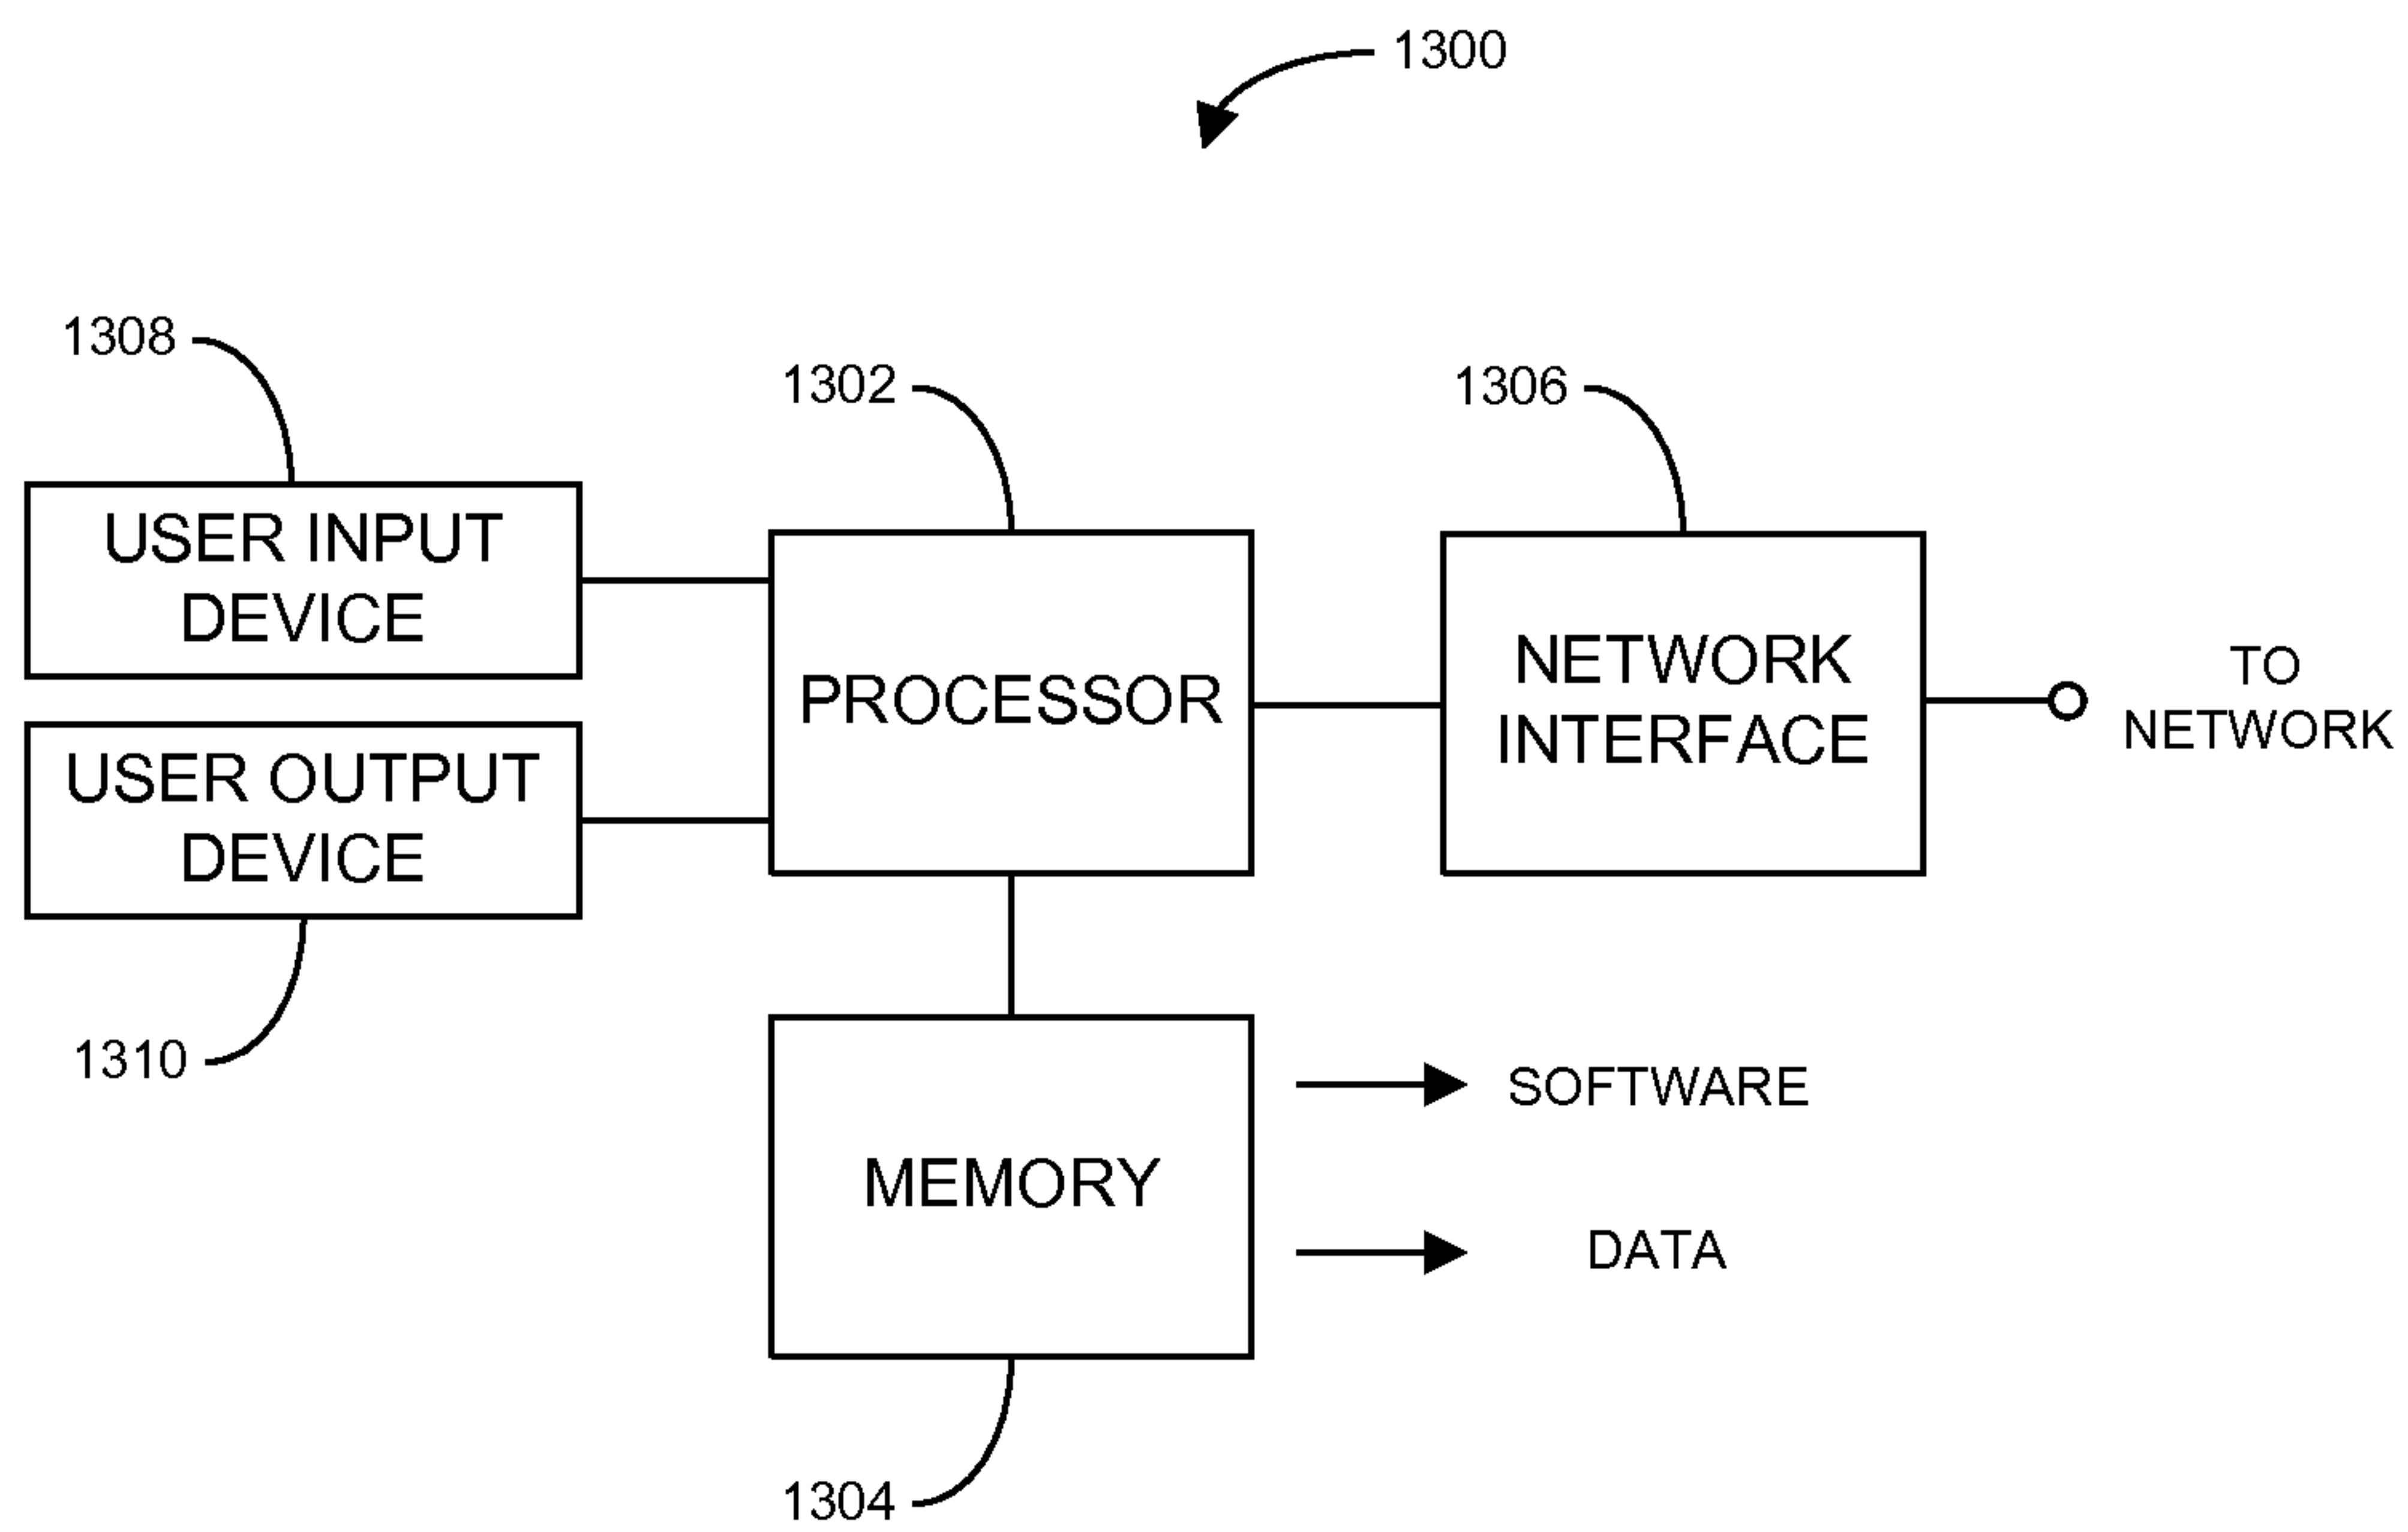 1300
1308
1302
1306
USER INPUT
DEVICE
USER OUTPUT
DEVICE
PROCESSOR
NETWORK
INTERFACE
TO
NETWORK
1310
MEMORY
SOFTWARE
DATA
1304